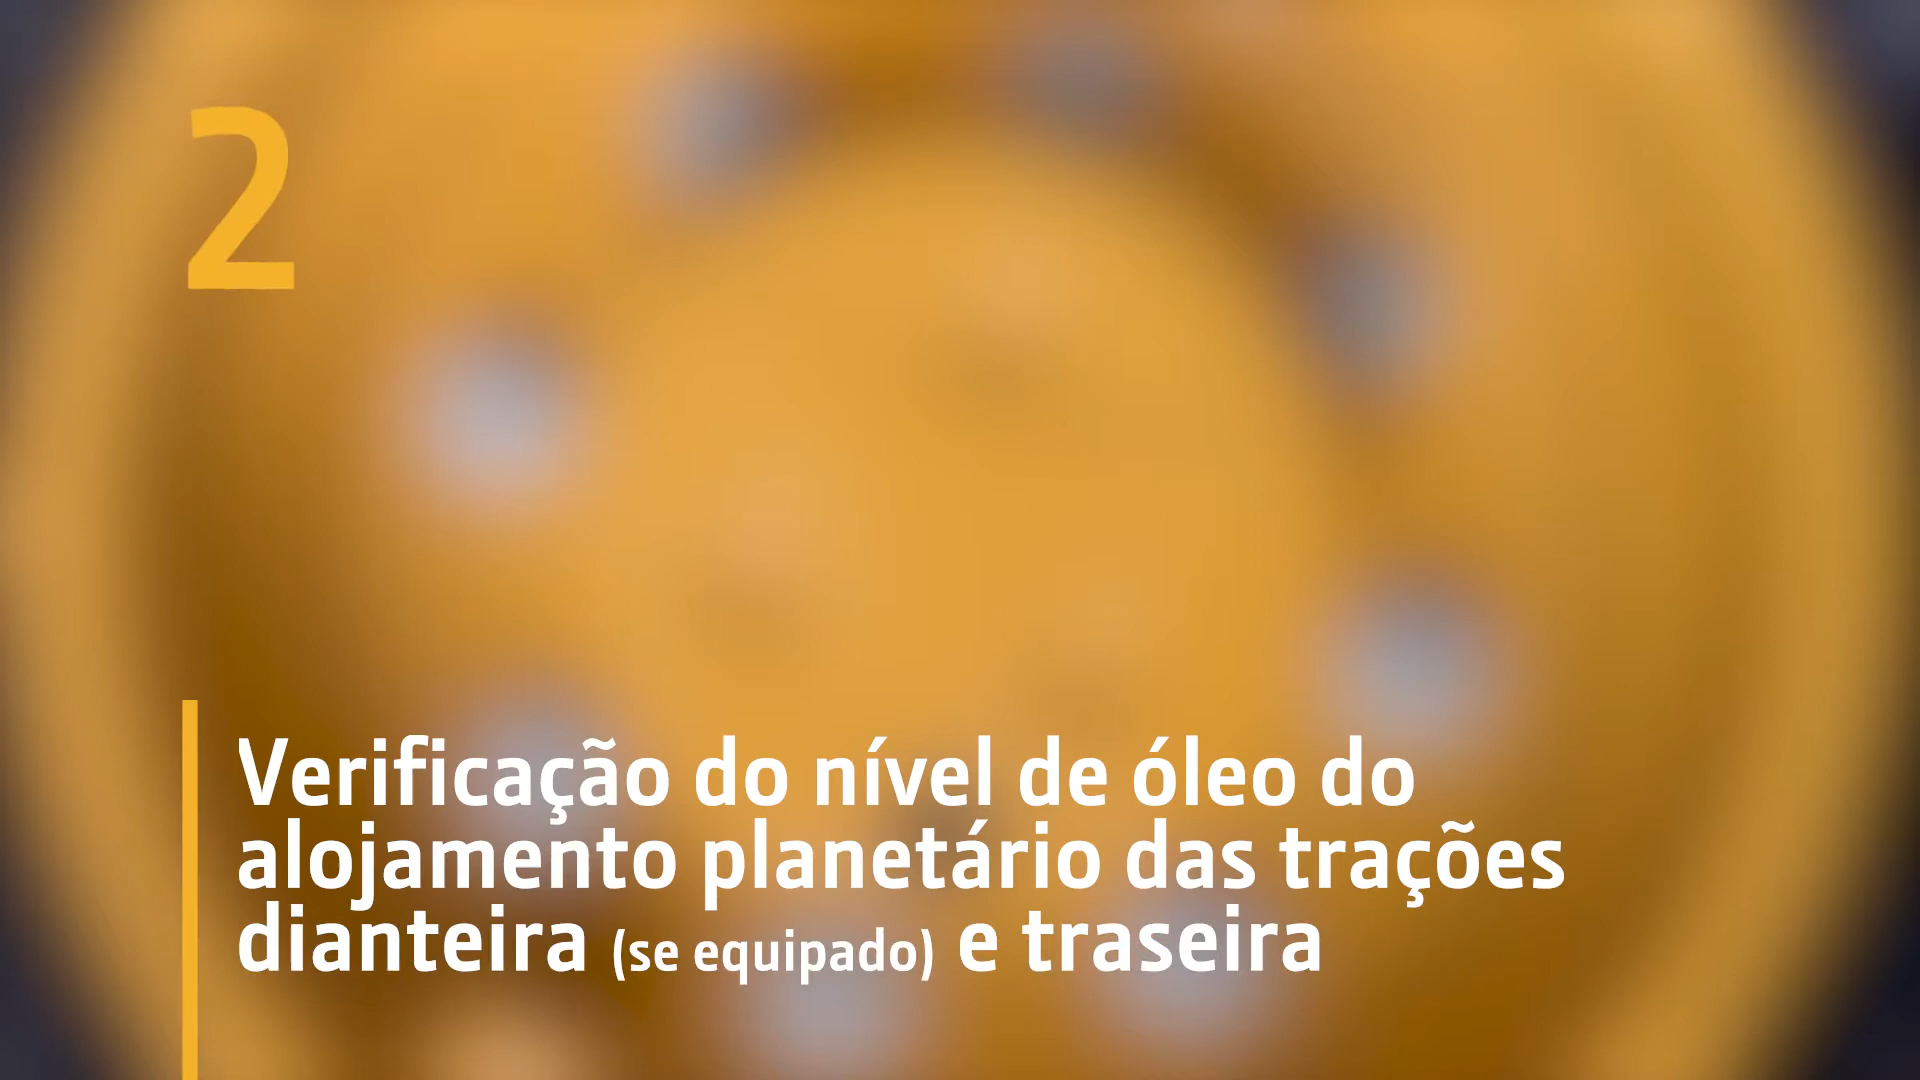 2
Verificação do nível de óleo do
alojamento planetário das trações
dianteira (se equipado) e traseira